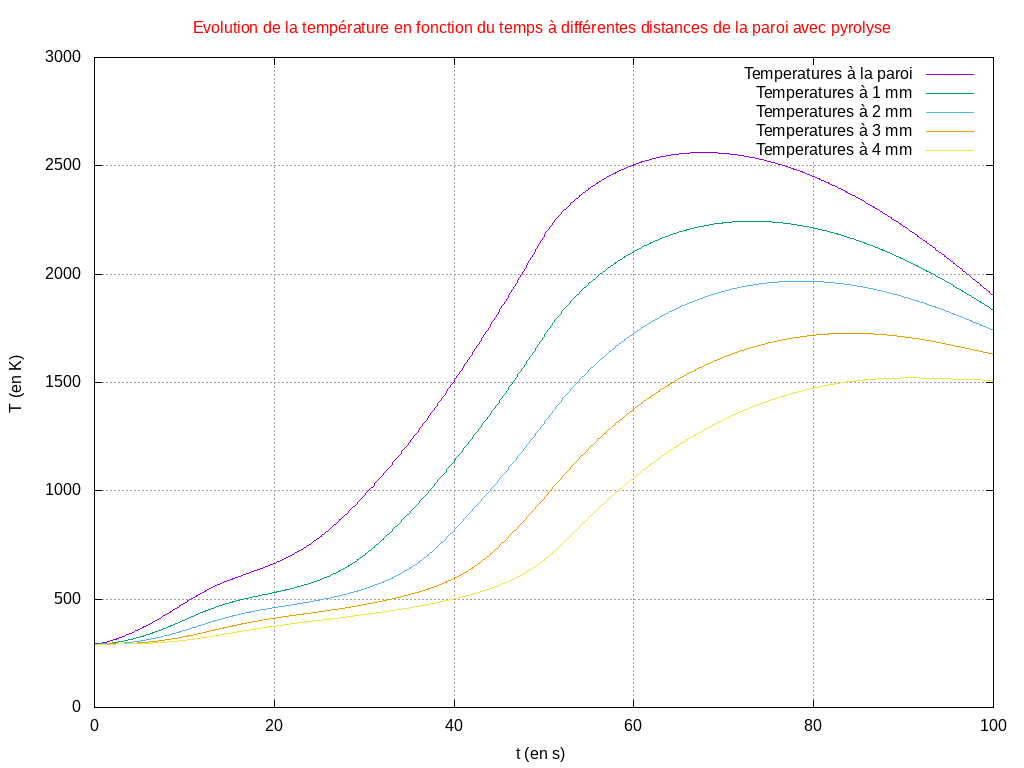 Evolution de la température en fonction du temps à différentes distances de la paroi avec pyrolyse
3000
Temperatures à la paroi
Temperatures à 1 mm
Temperatures à 2 mm
Temperatures à 3 mm
Temperatures à 4 mm
2500
2000
1500
T (en K)
1000
500
0
0 20 40 60 80 100
t (en s)